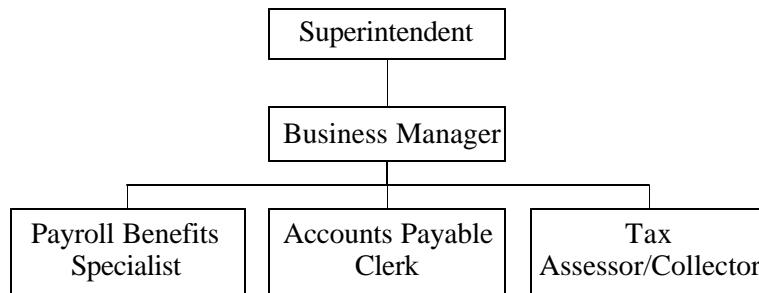 Superintendent
Business Manager
Payroll Benefits
Specialist
Accounts Payable
Clerk
Tax
Assessor/Collector